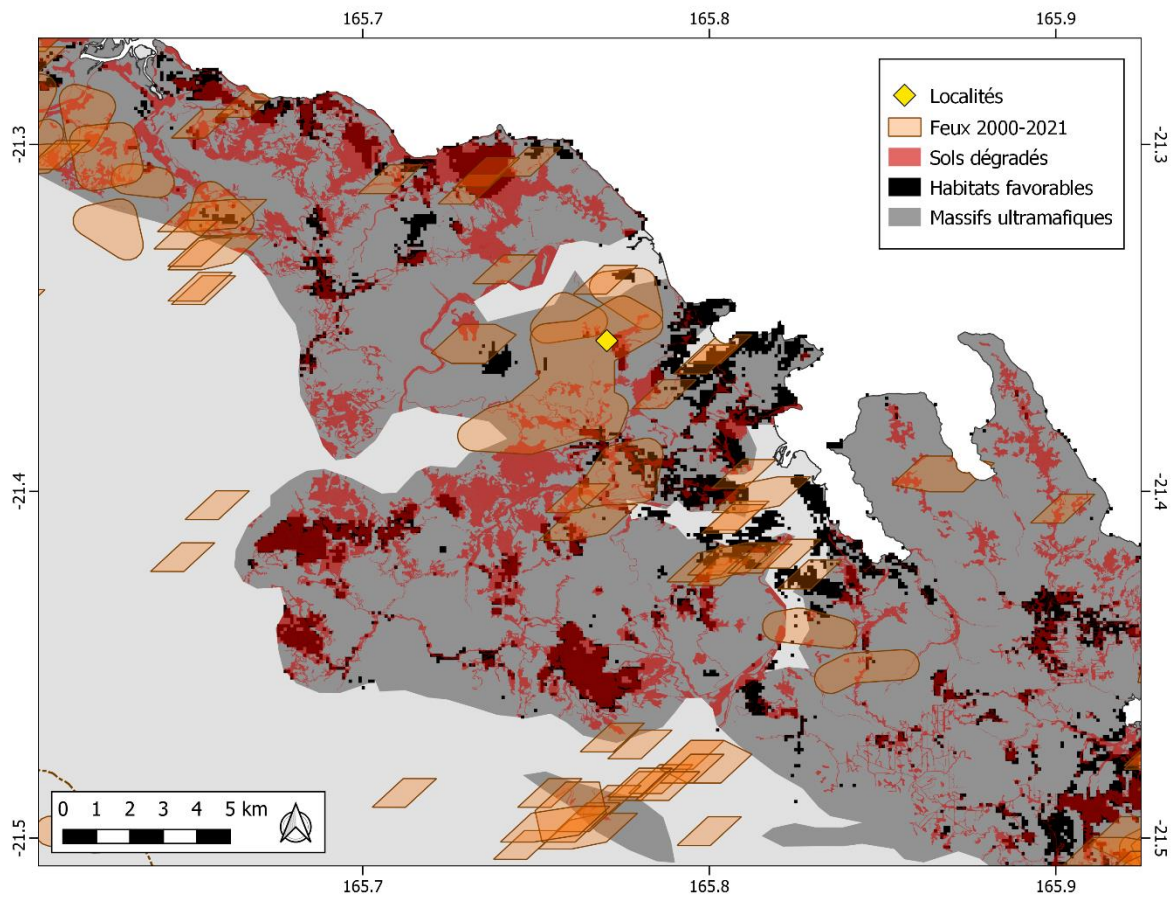 165.7 165.8 165.9
Localités
Feux 2000-2021
Sols dégradés
Habitats favorables
Massifs ultramafiques
-21.3 -21.3
-21.4 -21.4
-21.5 -21.5
0 1 2 3 4 5 km
165.7 165.8 165.9